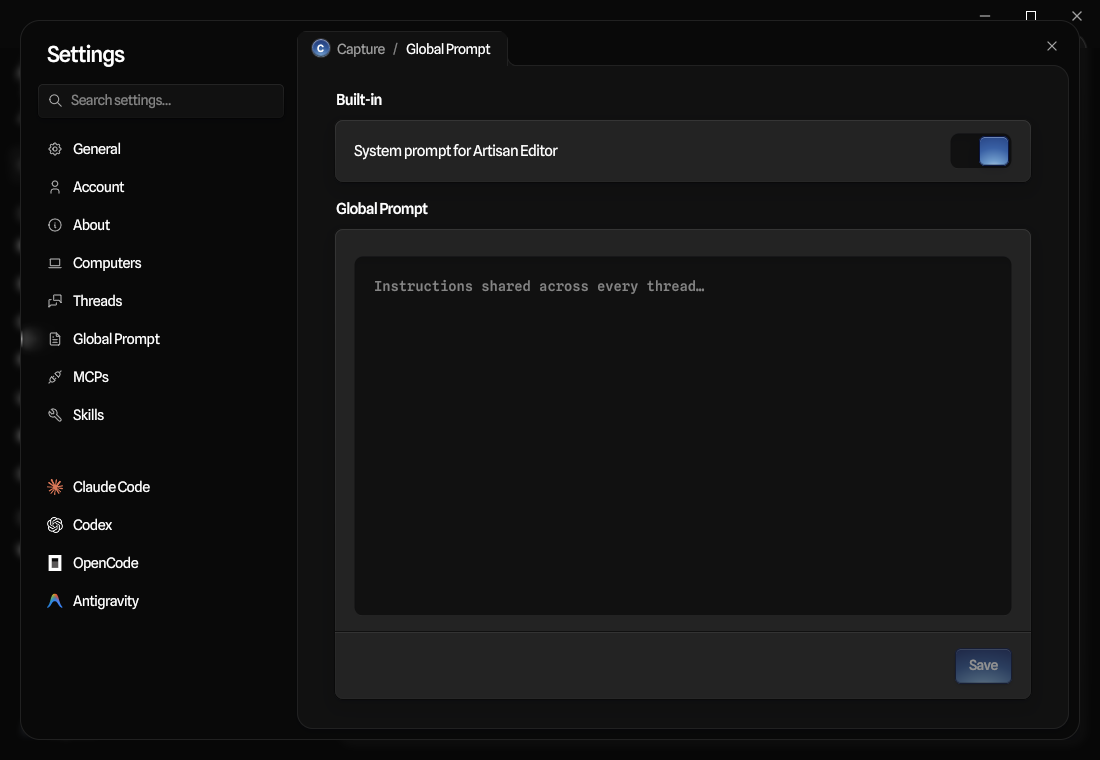 Settings
Search settings...
General
Account
About
Computers
Threads
Global Prompt
MCPs
Skills
Claude Code
Codex
OpenCode
Antigravity
C Capture / Global Prompt
Built-in
System prompt for Artisan Editor
Global Prompt
Instructions shared across every thread…
Save